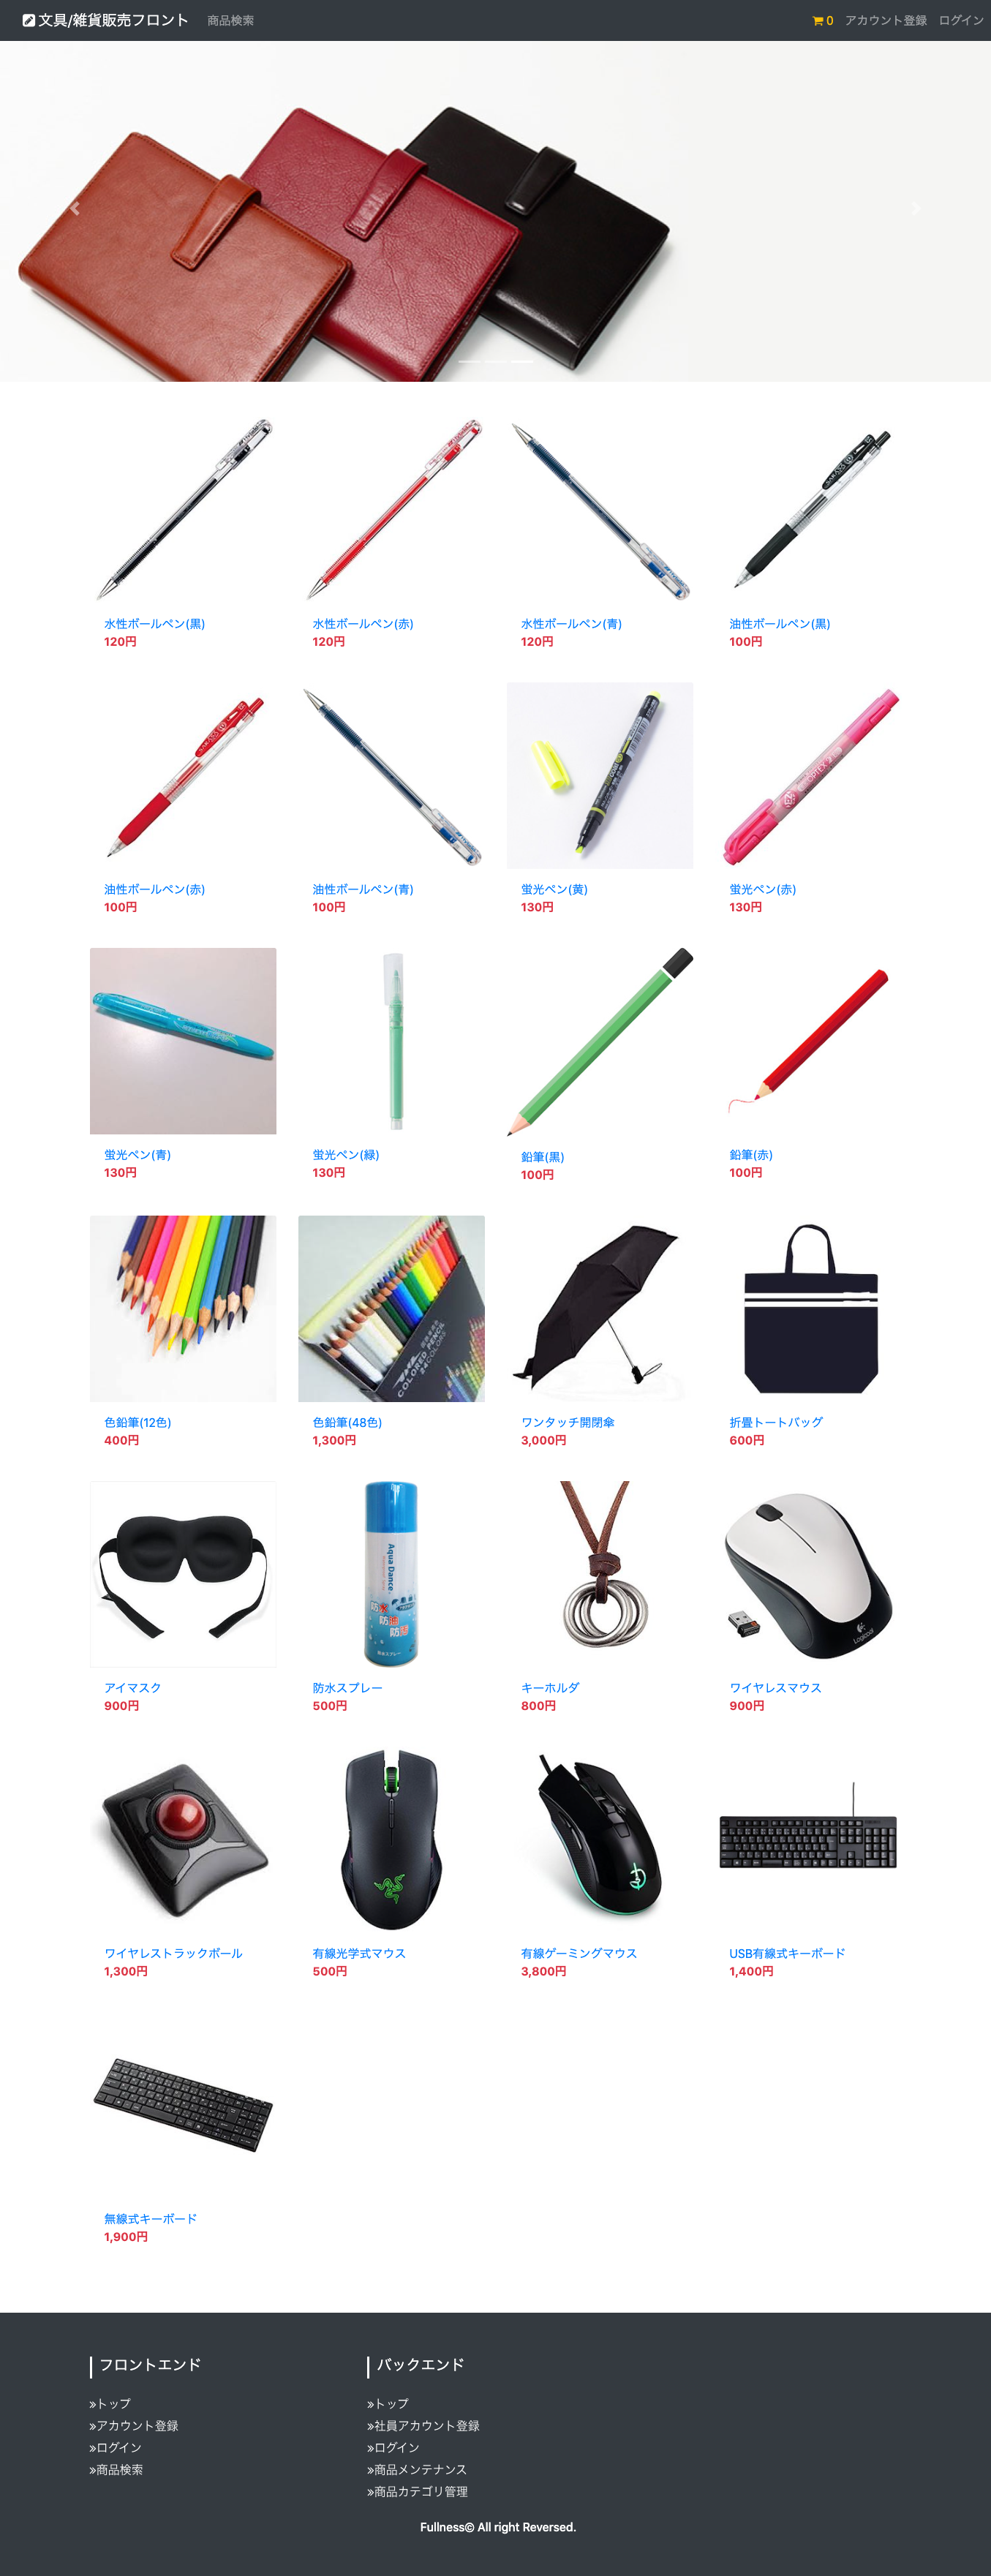 文具/雑貨販売フロント 商品検索 0 アカウント登録 ログイン
水性ボールペン(黒) 水性ボールペン(赤) 水性ボールペン(青) 油性ボールペン(黒)
120円 120円 120円 100円
油性ボールペン(赤) 油性ボールペン(青) 蛍光ペン(黄) 蛍光ペン(赤)
100円 100円 130円 130円
蛍光ペン(青) 蛍光ペン(緑) 鉛筆(黒) 鉛筆(赤)
130円 130円 100円 100円
COLORED PENCIL
24COLORS
色鉛筆(12色) 色鉛筆(48色) ワンタッチ開閉傘 折畳トートバッグ
400円 1,300円 3,000円 600円
Aqua Dance.
防水
防油
防汚
防水スプレー
Logicool
アイマスク 防水スプレー キーホルダ ワイヤレスマウス
900円 500円 800円 900円
ワイヤレストラックボール 有線光学式マウス 有線ゲーミングマウス USB有線式キーボード
1,300円 500円 3,800円 1,400円
無線式キーボード
1,900円
フロントエンド
»トップ
»アカウント登録
»ログイン
»商品検索
バックエンド
»トップ
»社員アカウント登録
»ログイン
»商品メンテナンス
»商品カテゴリ管理
Fullness© All right Reversed.